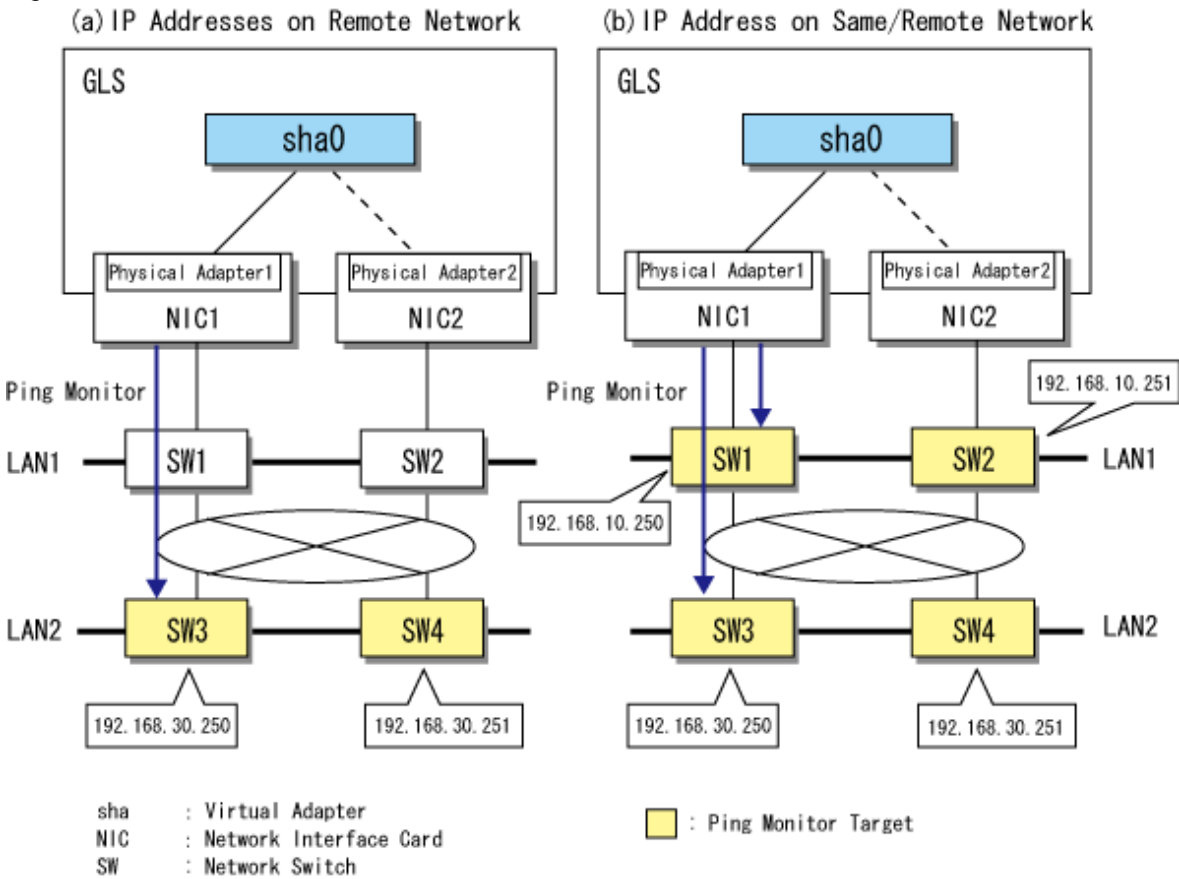 (a) IP Addresses on Remote Network
GLS
sha0
Physical Adapter1
Physical Adapter2
NIC1
NIC2
Ping Monitor
LAN1
SW1
SW2
LAN2
SW3
SW4
192.168.30.250
192.168.30.251
(b) IP Address on Same/Remote Network
GLS
sha0
Physical Adapter1
Physical Adapter2
NIC1
NIC2
Ping Monitor
192.168.10.251
SW1
SW2
LAN1
192.168.10.250
SW3
SW4
LAN2
192.168.30.250
192.168.30.251
sha : Virtual Adapter
NIC : Network Interface Card
SW : Network Switch
: Ping Monitor Target